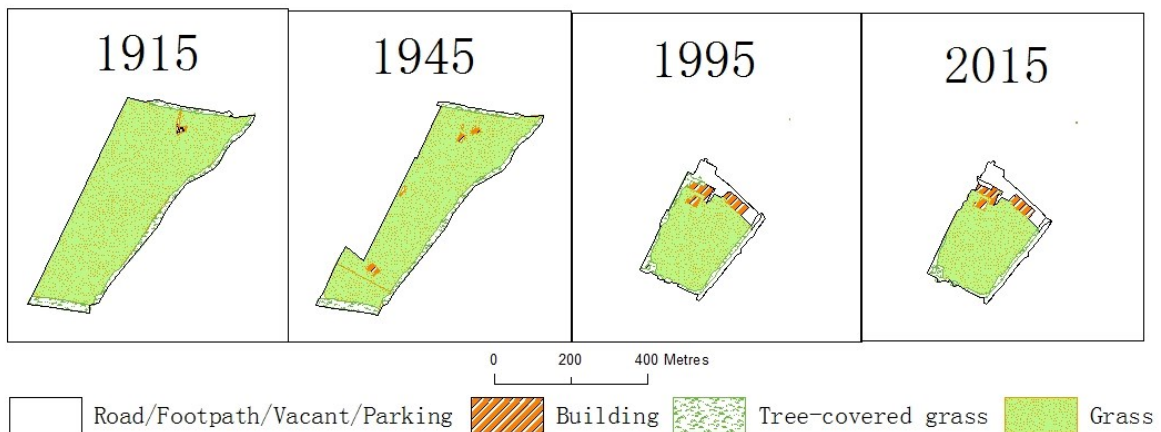 1915
1945
1995
2015
0 200 400 Metres
Road/Footpath/Vacant/Parking Building Tree-covered grass Grass